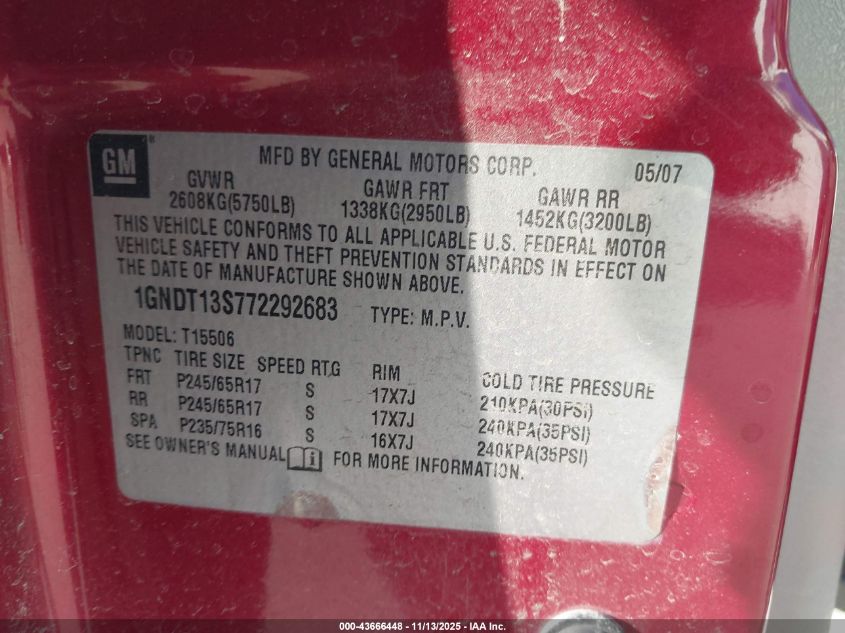 GM
MFD BY GENERAL MOTORS CORP. 05/07
GVWR GAWR FRT GAWR RR
2608KG(5750LB) 1338KG(2950LB) 1452KG(3200LB)
THIS VEHICLE CONFORMS TO ALL APPLICABLE U.S. FEDERAL MOTOR
VEHICLE SAFETY AND THEFT PREVENTION STANDARDS IN EFFECT ON
THE DATE OF MANUFACTURE SHOWN ABOVE.
1GNDT13S772292683 TYPE: M.P.V.
MODEL: T15506
TPNC TIRE SIZE SPEED RTG RIM COLD TIRE PRESSURE
FRT P245/65R17 S 17X7J 210KPA(30PSI)
RR P245/65R17 S 17X7J 240KPA(35PSI)
SPA P235/75R16 S 16X7J 240KPA(35PSI)
SEE OWNER'S MANUAL FOR MORE INFORMATION.
000-43666448 - 11/13/2025 - IAA Inc.